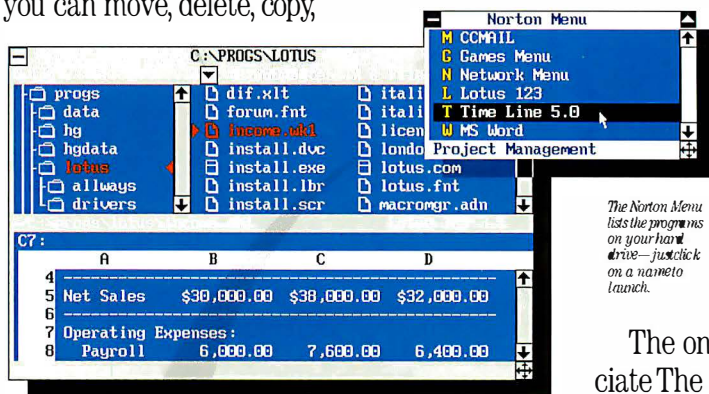 you can move, delete, copy,
Norton Menu
M CCMAIL
G Games Menu
N Network Menu
L Lotus 123
T Time Line 5.0
W MS Word
Project Management
C:\PROGS\LOTUS
progs
data
hg
hgdata
lotus
allways
drivers
dif.xlt
forum.fnt
income.wk1
install.dvc
install.exe
install.lbr
install.scr
itali
itali
licen
londo
lotus.com
lotus.fnt
macromgr.adn
C7:
A B C D
4
5 Net Sales $30,000.00 $38,000.00 $32,000.00
6
7 Operating Expenses:
8 Payroll 6,000.00 7,600.00 6,400.00
The Norton Menu
lists the programs
on your hard
drive—just click
on a name to
launch.
The on
ciate The